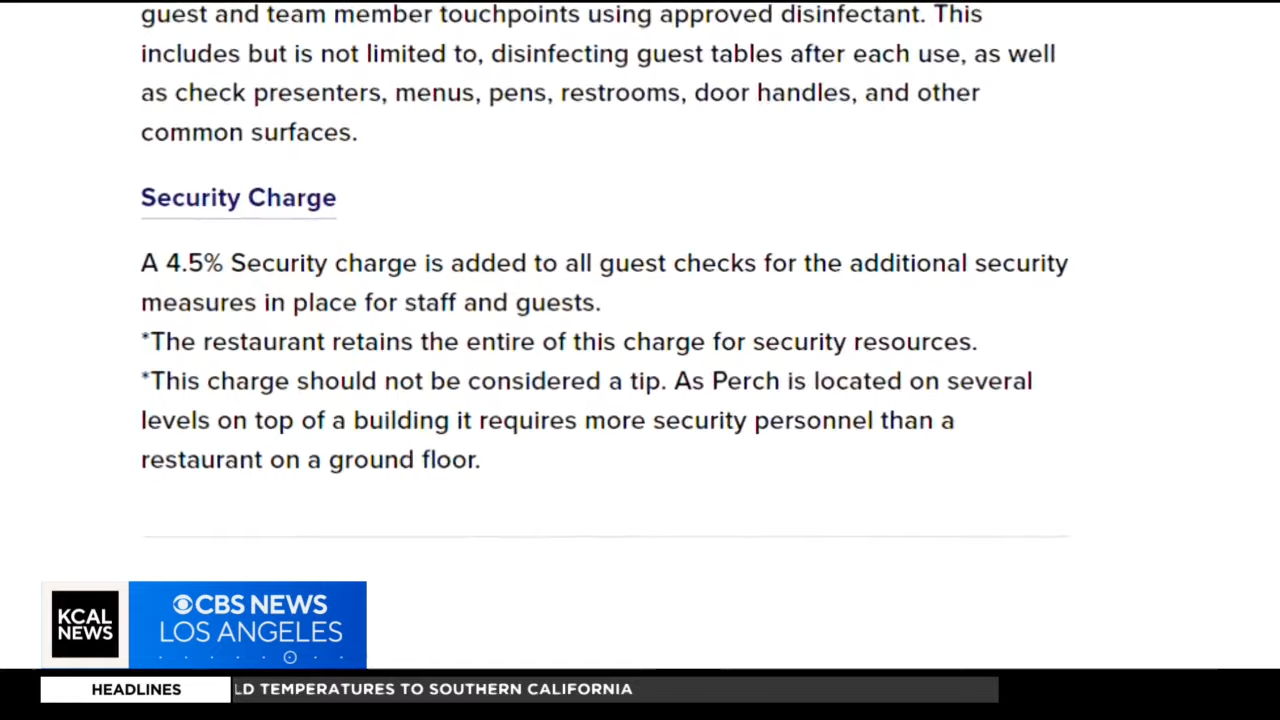 guest and team member touchpoints using approved disinfectant. This
includes but is not limited to, disinfecting guest tables after each use, as well
as check presenters, menus, pens, restrooms, door handles, and other
common surfaces.
Security Charge
A 4.5% Security charge is added to all guest checks for the additional security
measures in place for staff and guests.
*The restaurant retains the entire of this charge for security resources.
*This charge should not be considered a tip. As Perch is located on several
levels on top of a building it requires more security personnel than a
restaurant on a ground floor.
KCAL
NEWS
CBS NEWS
LOS ANGELES
HEADLINES
LD TEMPERATURES TO SOUTHERN CALIFORNIA